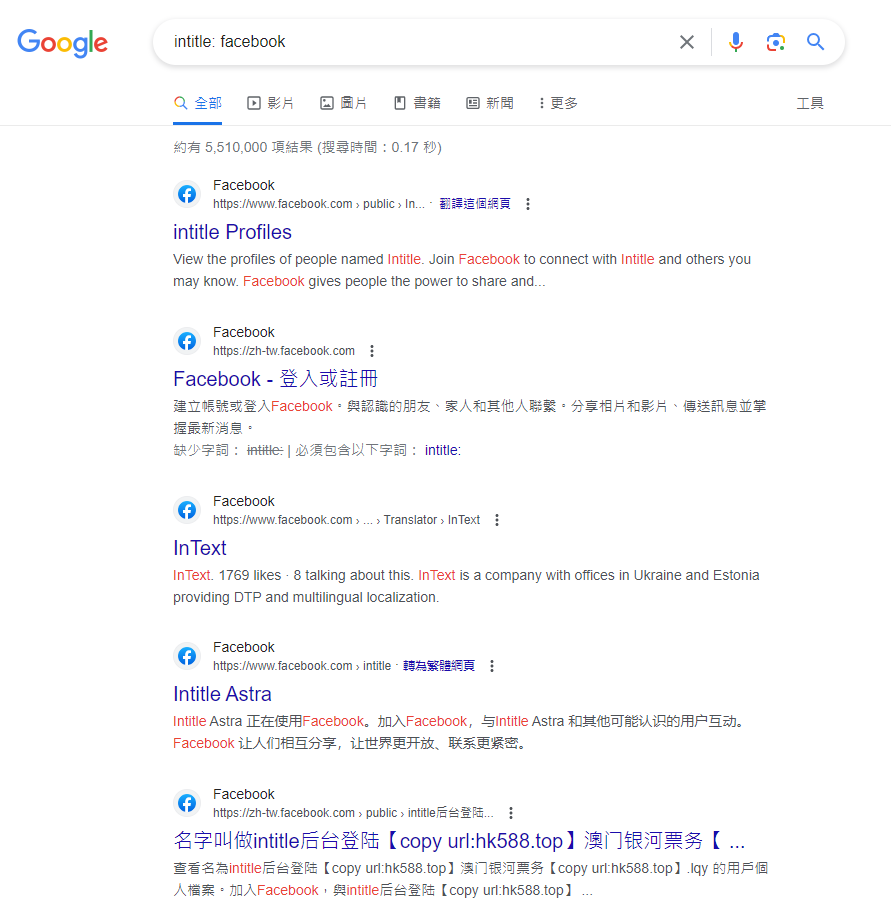 Google
intitle: facebook
全部 影片 圖片 書籍 新聞 更多 工具
約有 5,510,000 項結果 (搜尋時間：0.17 秒)
Facebook
https://www.facebook.com › public › In... · 翻譯這個網頁
intitle Profiles
View the profiles of people named Intitle. Join Facebook to connect with Intitle and others you
may know. Facebook gives people the power to share and...
Facebook
https://zh-tw.facebook.com
Facebook - 登入或註冊
建立帳號或登入Facebook。與認識的朋友、家人和其他人聯繫。分享相片和影片、傳送訊息並掌
握最新消息。
缺少字詞： intitle: | 必須包含以下字詞： intitle:
Facebook
https://www.facebook.com › ... › Translator › InText
InText
InText. 1769 likes · 8 talking about this. InText is a company with offices in Ukraine and Estonia
providing DTP and multilingual localization.
Facebook
https://www.facebook.com › intitle · 轉為繁體網頁
Intitle Astra
Intitle Astra 正在使用Facebook。加入Facebook，与Intitle Astra 和其他可能认识的用户互动。
Facebook 让人们相互分享，让世界更开放、联系更紧密。
Facebook
https://zh-tw.facebook.com › public › intitle后台登陆...
名字叫做intitle后台登陆【copy url:hk588.top】澳门银河票务【 ...
查看名為intitle后台登陆【copy url:hk588.top】澳门银河票务【copy url:hk588.top】.lqy 的用戶個
人檔案。加入Facebook，與intitle后台登陆【copy url:hk588.top】 ...